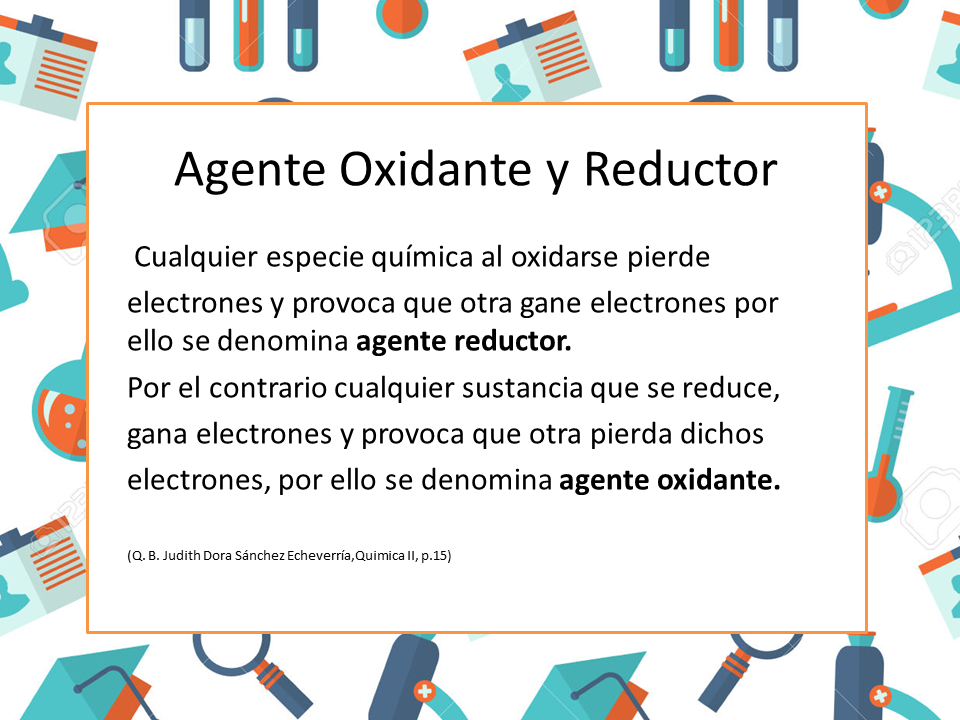 Agente Oxidante y Reductor
Cualquier especie química al oxidarse pierde
electrones y provoca que otra gane electrones por
ello se denomina agente reductor.
Por el contrario cualquier sustancia que se reduce,
gana electrones y provoca que otra pierda dichos
electrones, por ello se denomina agente oxidante.
(Q. B. Judith Dora Sánchez Echeverría,Quimica II, p.15)